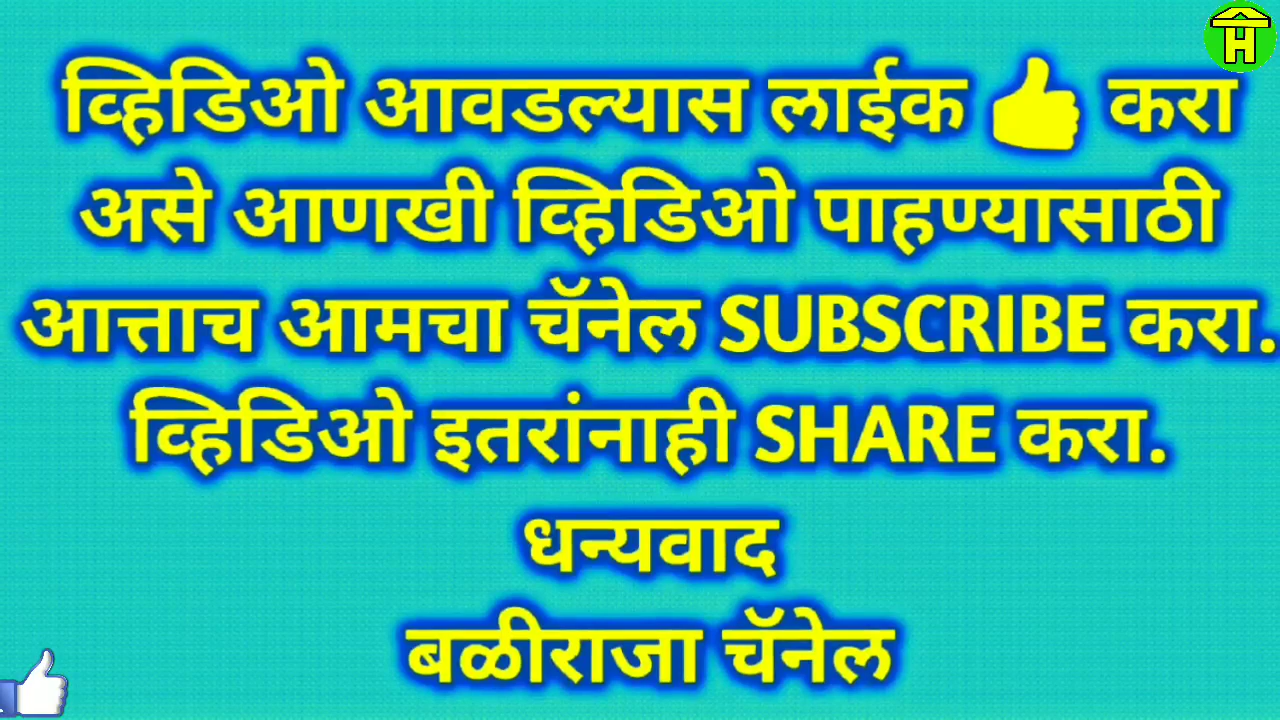 व्हिडिओ आवडल्यास लाईक 👍 करा
असे आणखी व्हिडिओ पाहण्यासाठी
आत्ताच आमचा चॅनेल SUBSCRIBE करा.
व्हिडिओ इतरांनाही SHARE करा.
धन्यवाद
बळीराजा चॅनेल
H